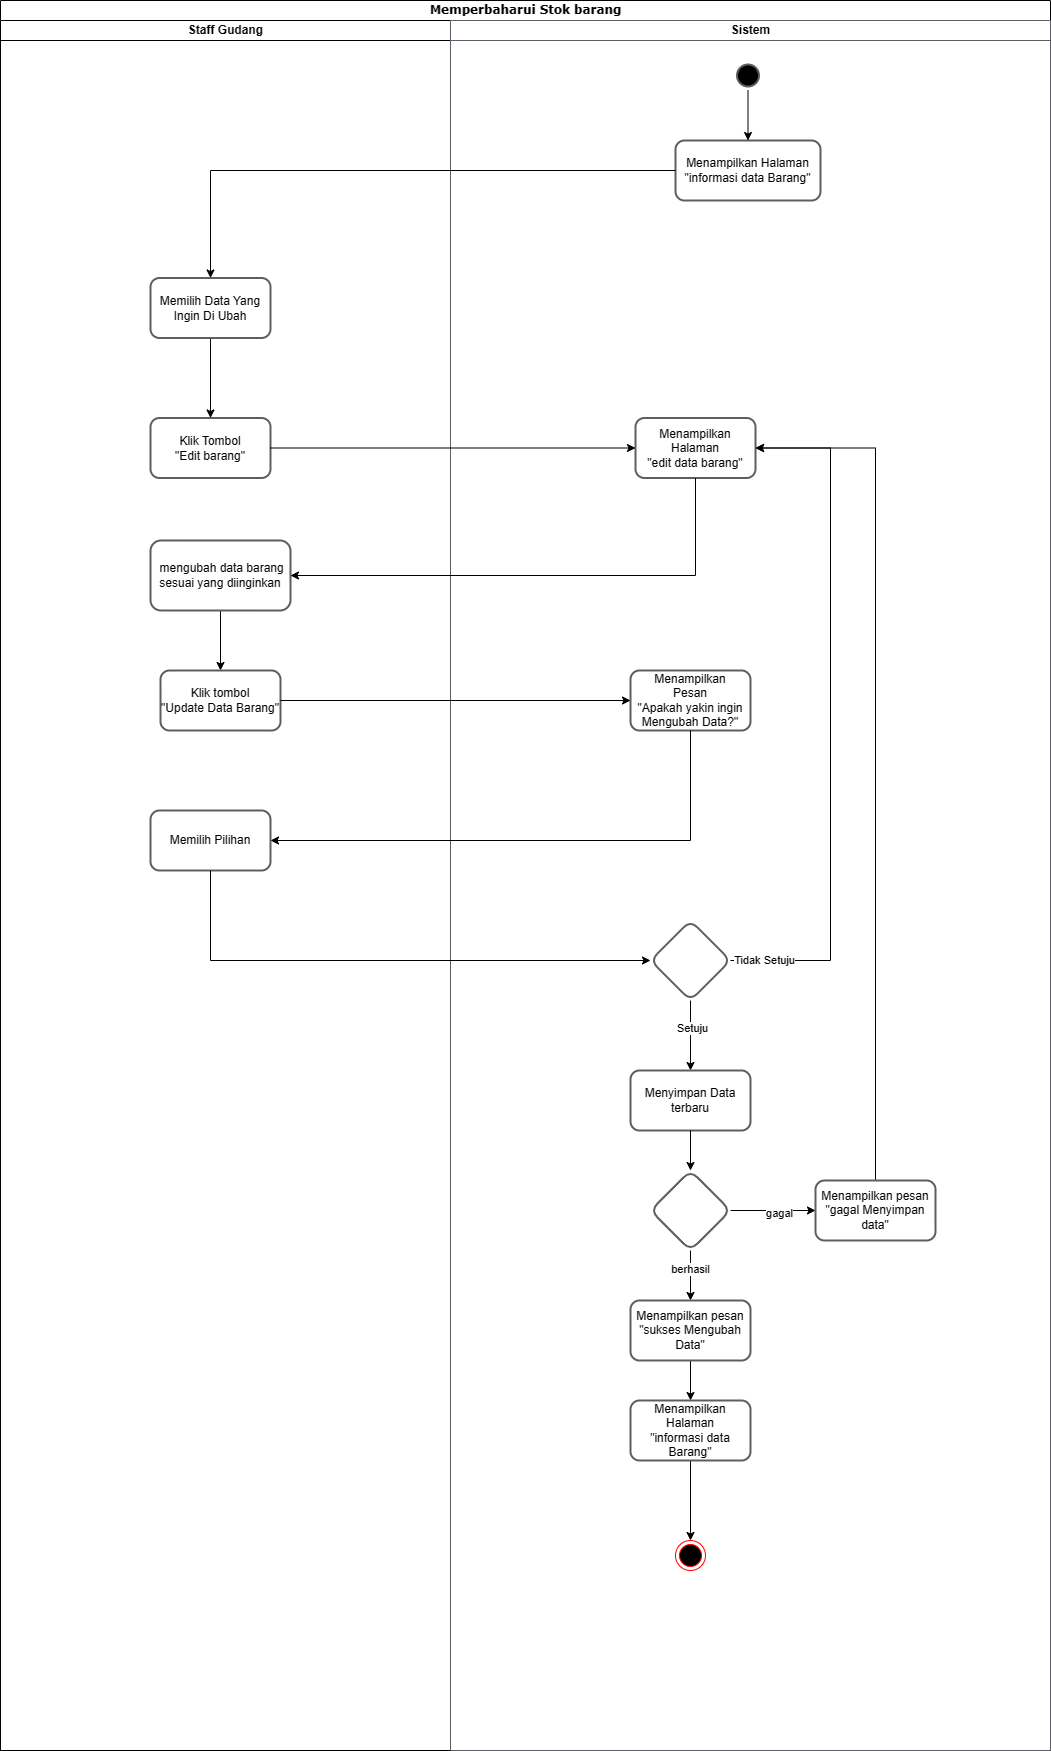 Memperbaharui Stok barang
Staff Gudang
Sistem
Menampilkan Halaman
"informasi data Barang"
Memilih Data Yang
Ingin Di Ubah
Klik Tombol
"Edit barang"
Menampilkan
Halaman
"edit data barang"
mengubah data barang
sesuai yang diinginkan
Klik tombol
"Update Data Barang"
Menampilkan
Pesan
"Apakah yakin ingin
Mengubah Data?"
Memilih Pilihan
Tidak Setuju
Setuju
Menyimpan Data
terbaru
gagal
Menampilkan pesan
"gagal Menyimpan
data"
berhasil
Menampilkan pesan
"sukses Mengubah
Data"
Menampilkan
Halaman
"informasi data
Barang"